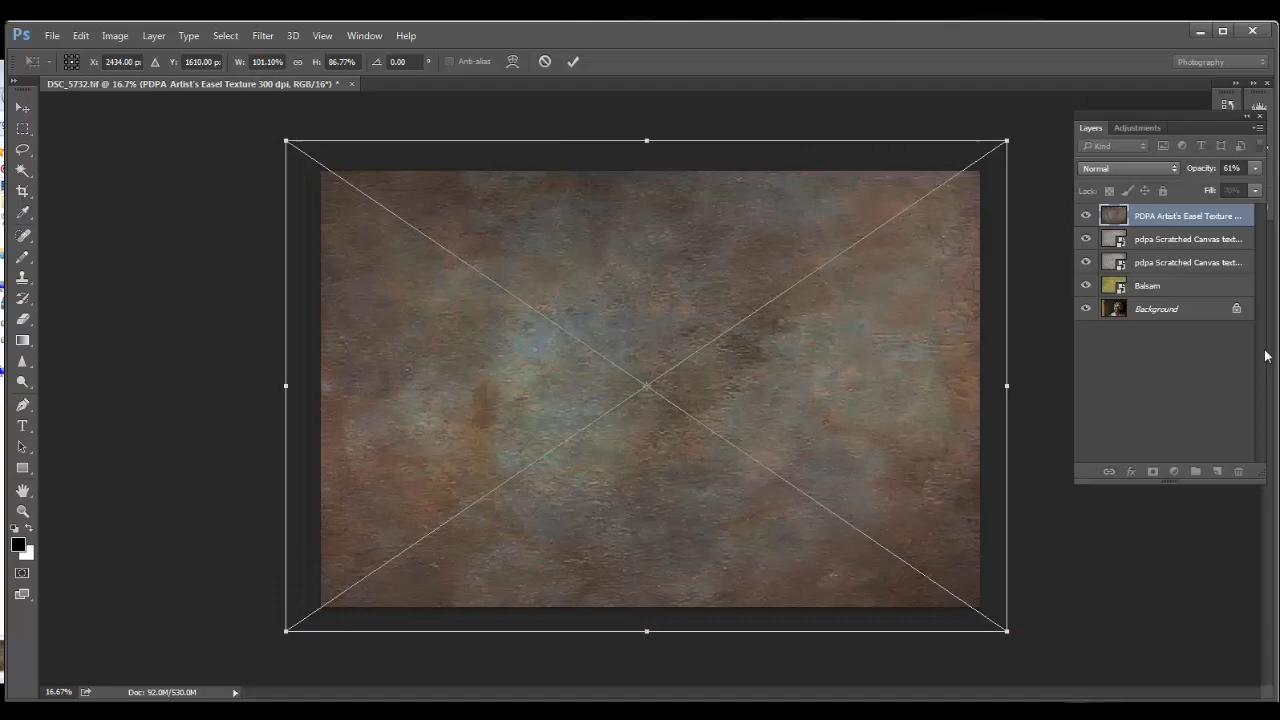 Ps File Edit Image Layer Type Select Filter 3D View Window Help
X: 2434.00 p: Y: 1610.00 p: W: 101.10% H: 86.77% 0.00 ° Anti-alias Photography
DSC_5732.tif @ 16.7% (PDPA Artist's Easel Texture 300 dpi, RGB/16*) * ×
Layers Adjustments
Kind
Normal Opacity: 61%
Lock: Fill: 70%
PDPA Artist's Easel Texture ...
pdpa Scratched Canvas text...
pdpa Scratched Canvas text...
Balsam
Background
fx
16.67% Doc: 92.0M/530.0M